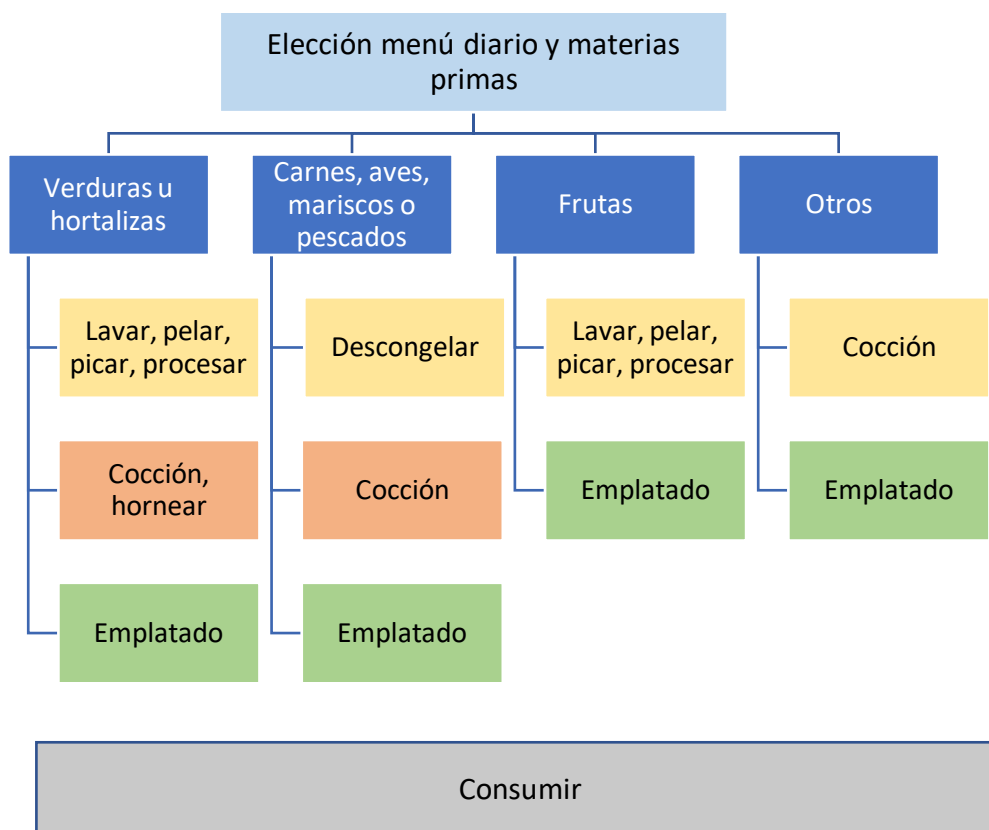 Elección menú diario y materias
primas
Verduras u
hortalizas
Carnes, aves,
mariscos o
pescados
Frutas
Otros
Lavar, pelar,
picar, procesar
Descongelar
Lavar, pelar,
picar, procesar
Cocción
Cocción,
hornear
Cocción
Emplatado
Emplatado
Emplatado
Emplatado
Consumir